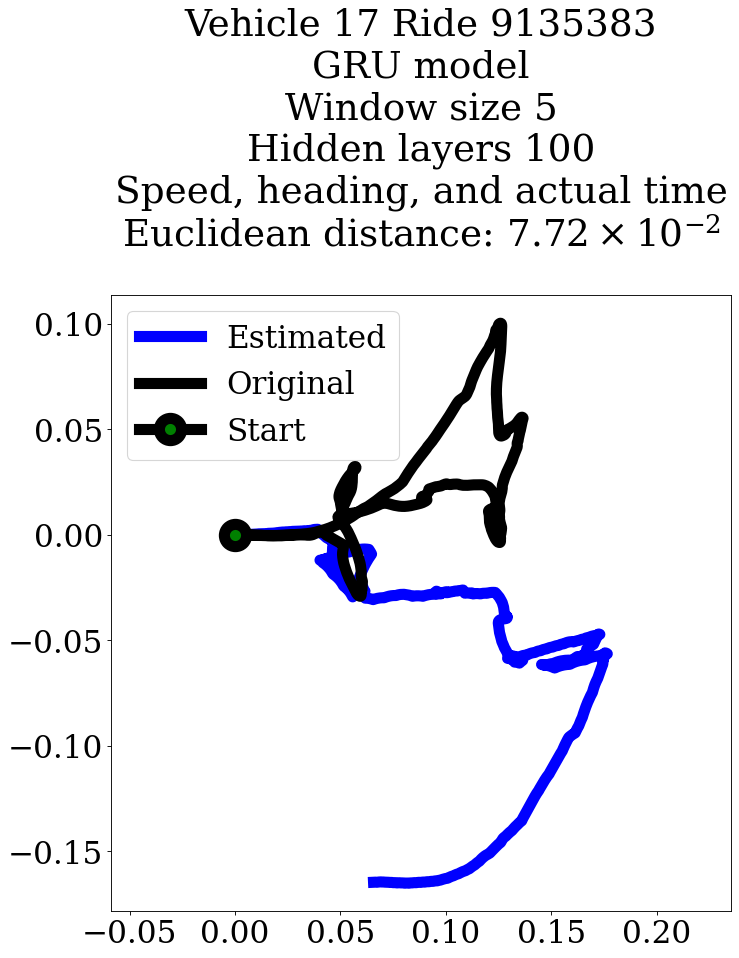 Vehicle 17 Ride 9135383
GRU model
Window size 5
Hidden layers 100
Speed, heading, and actual time
Euclidean distance: 7.72 × 10⁻²
Estimated
Original
Start
0.10
0.05
0.00
−0.05
−0.10
−0.15
−0.05 0.00 0.05 0.10 0.15 0.20